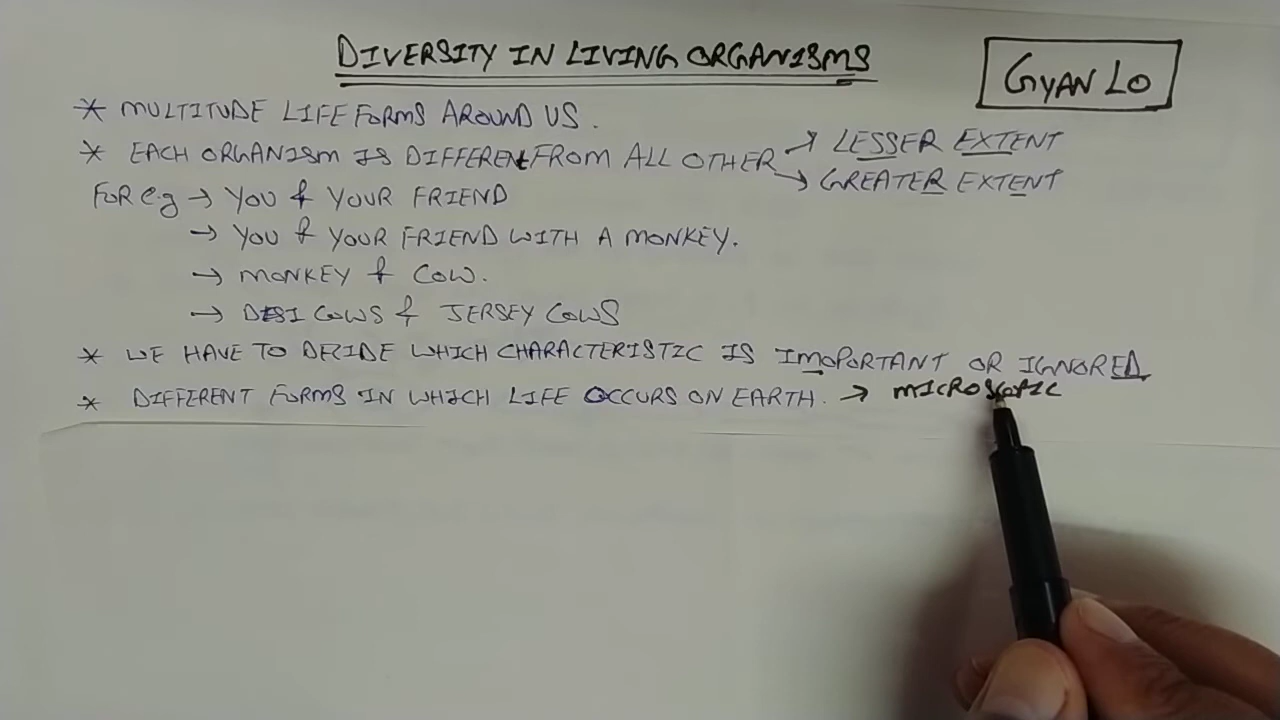 DIVERSITY IN LIVING ORGANISMS
GYAN LO
* MULTITUDE LIFE FORMS AROUND US.
* EACH ORGANISM IS DIFFERENT FROM ALL OTHER → LESSER EXTENT
→ GREATER EXTENT
FOR e.g → YOU & YOUR FRIEND
→ YOU & YOUR FRIEND WITH A MONKEY.
→ MONKEY & COW.
→ DESI COWS & JERSEY COWS
* WE HAVE TO DECIDE WHICH CHARACTERISTIC IS IMOPORTANT OR IGNORED
* DIFFERENT FORMS IN WHICH LIFE OCCURS ON EARTH. → MICROSCOPIC